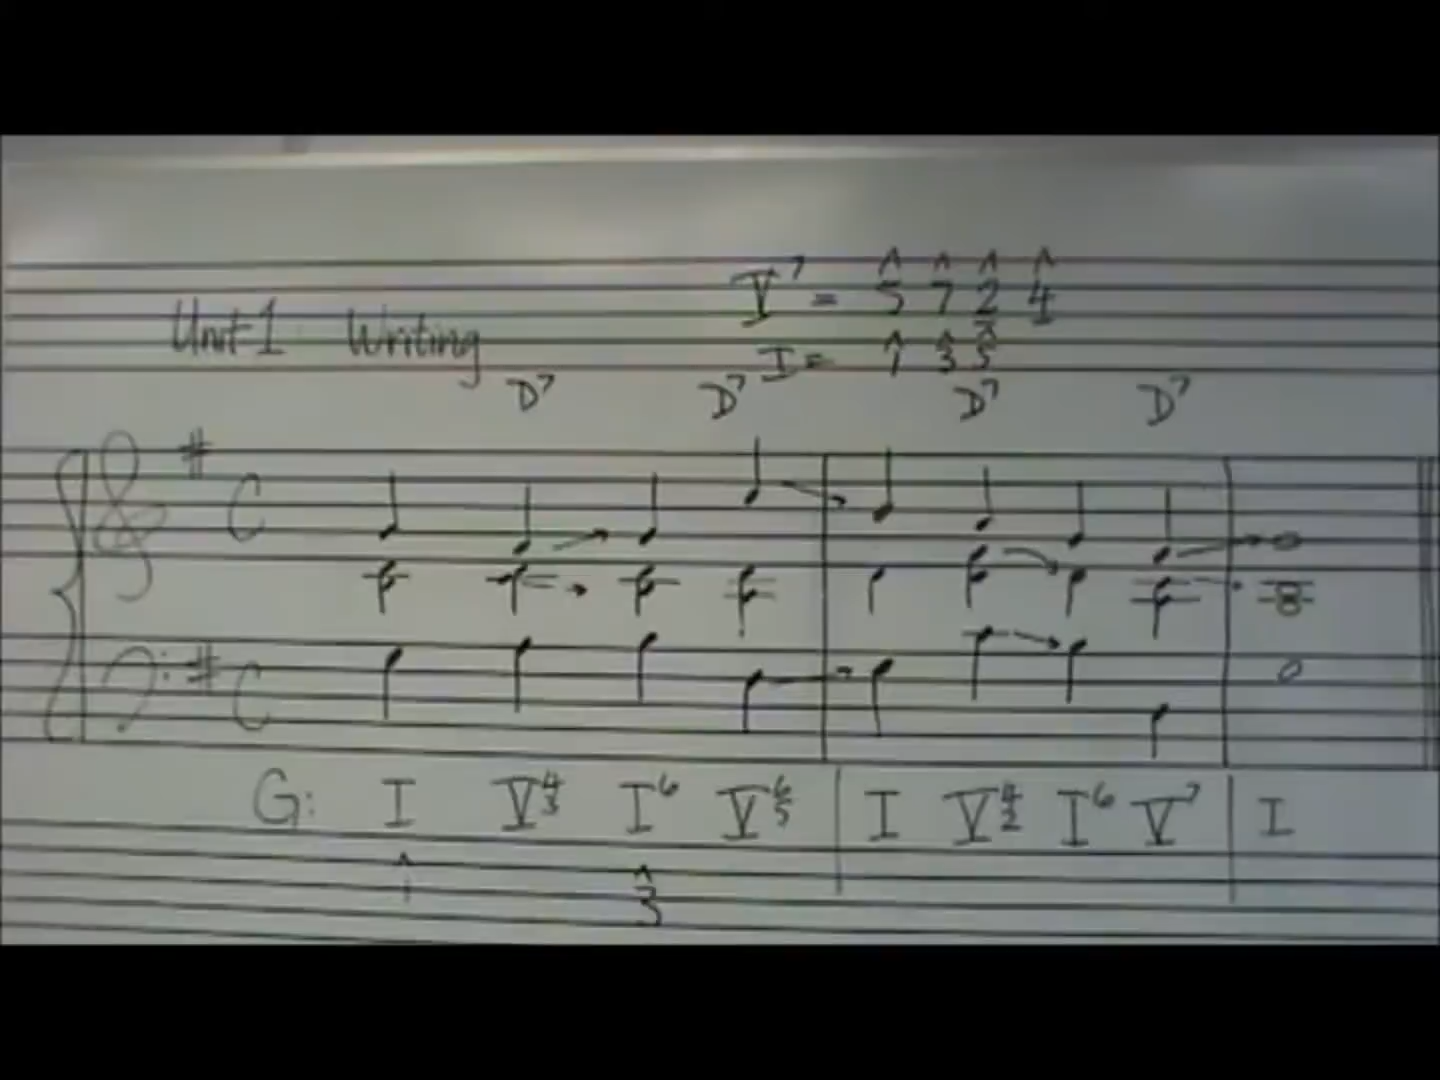 V⁷ = 5̂ 7̂ 2̂ 4̂
Unit 1 Writing
I = 1̂ 3̂ 5̂
D⁷ D⁷ D⁷ D⁷
# C
# C
G: I V⁴₃ I⁶ V⁶₅ | I V⁴₂ I⁶ V⁷ | I
1̂ 3̂